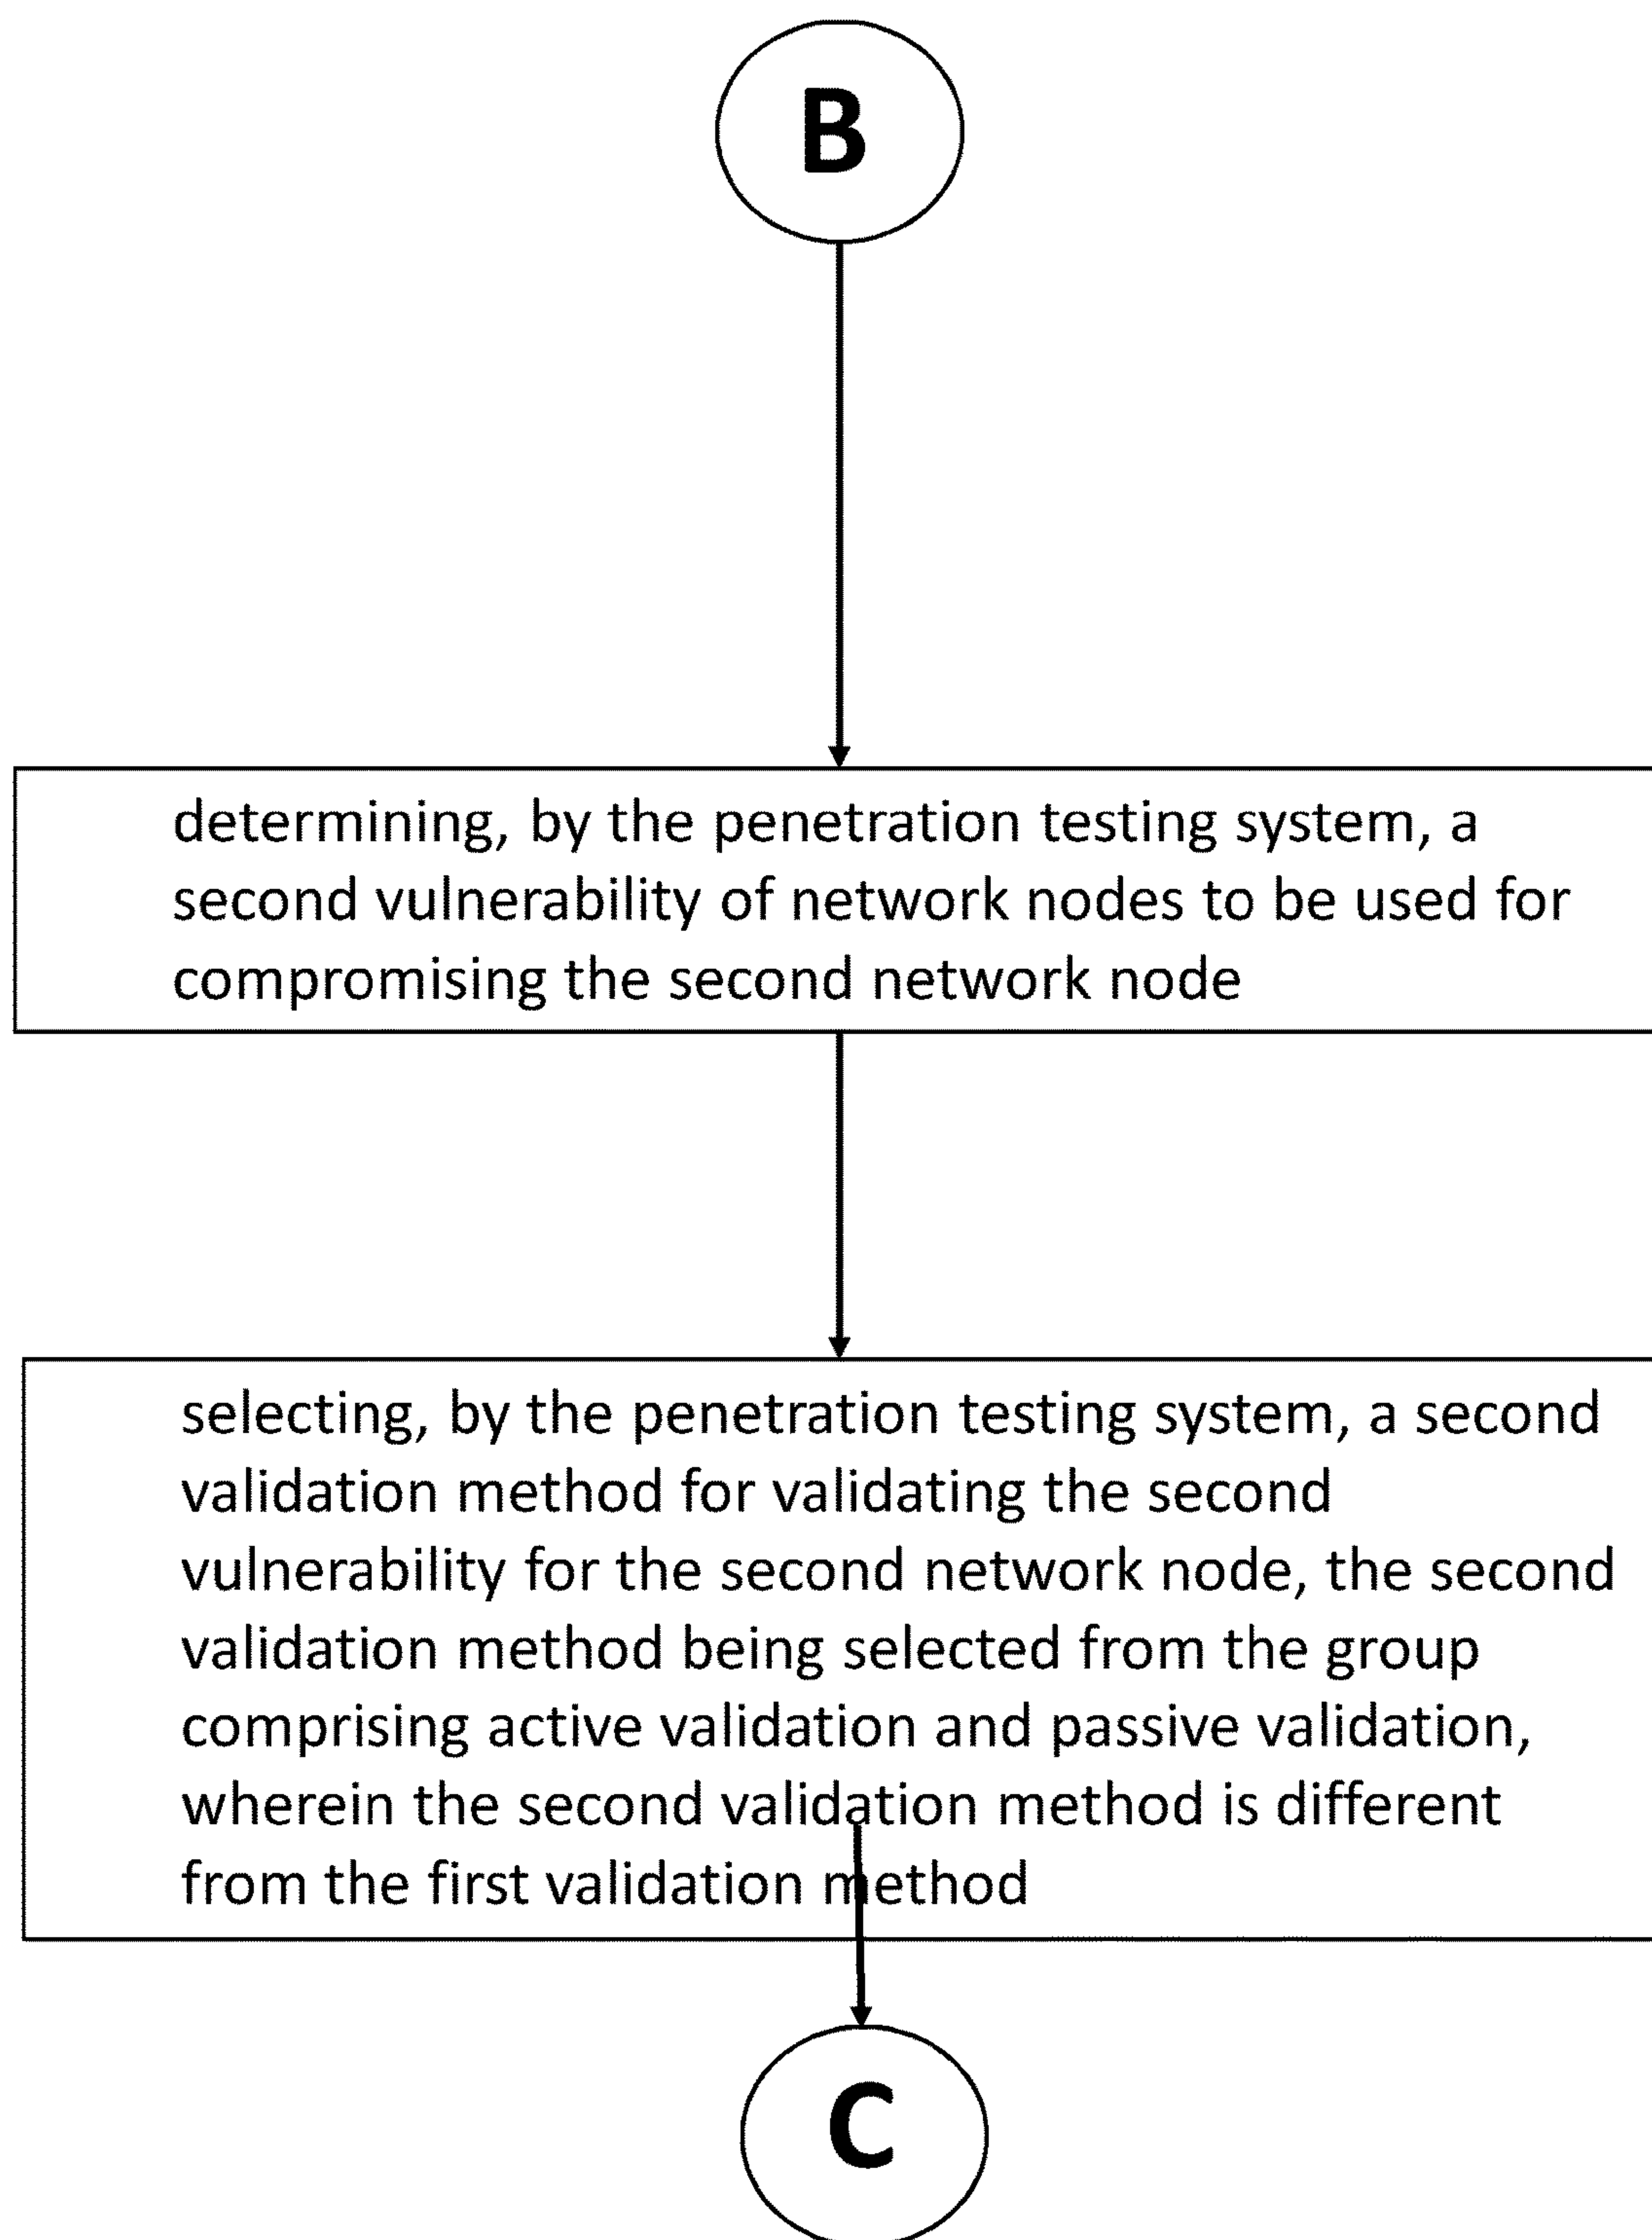 B
determining, by the penetration testing system, a
second vulnerability of network nodes to be used for
compromising the second network node
selecting, by the penetration testing system, a second
validation method for validating the second
vulnerability for the second network node, the second
validation method being selected from the group
comprising active validation and passive validation,
wherein the second validation method is different
from the first validation method
C